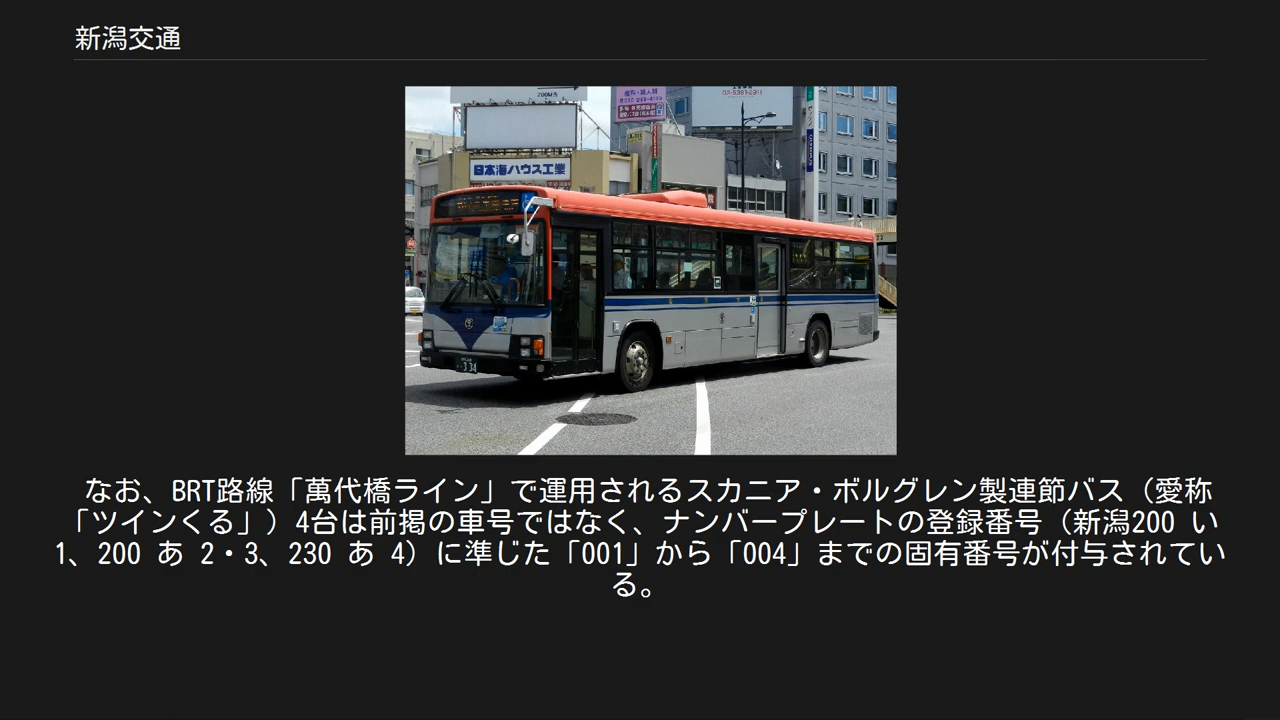 新潟交通
200M先
日本海ハウス工業
334
なお、BRT路線「萬代橋ライン」で運用されるスカニア・ボルグレン製連節バス（愛称
「ツインくる」）4台は前掲の車号ではなく、ナンバープレートの登録番号（新潟200 い
1、200 あ 2・3、230 あ 4）に準じた「001」から「004」までの固有番号が付与されてい
る。